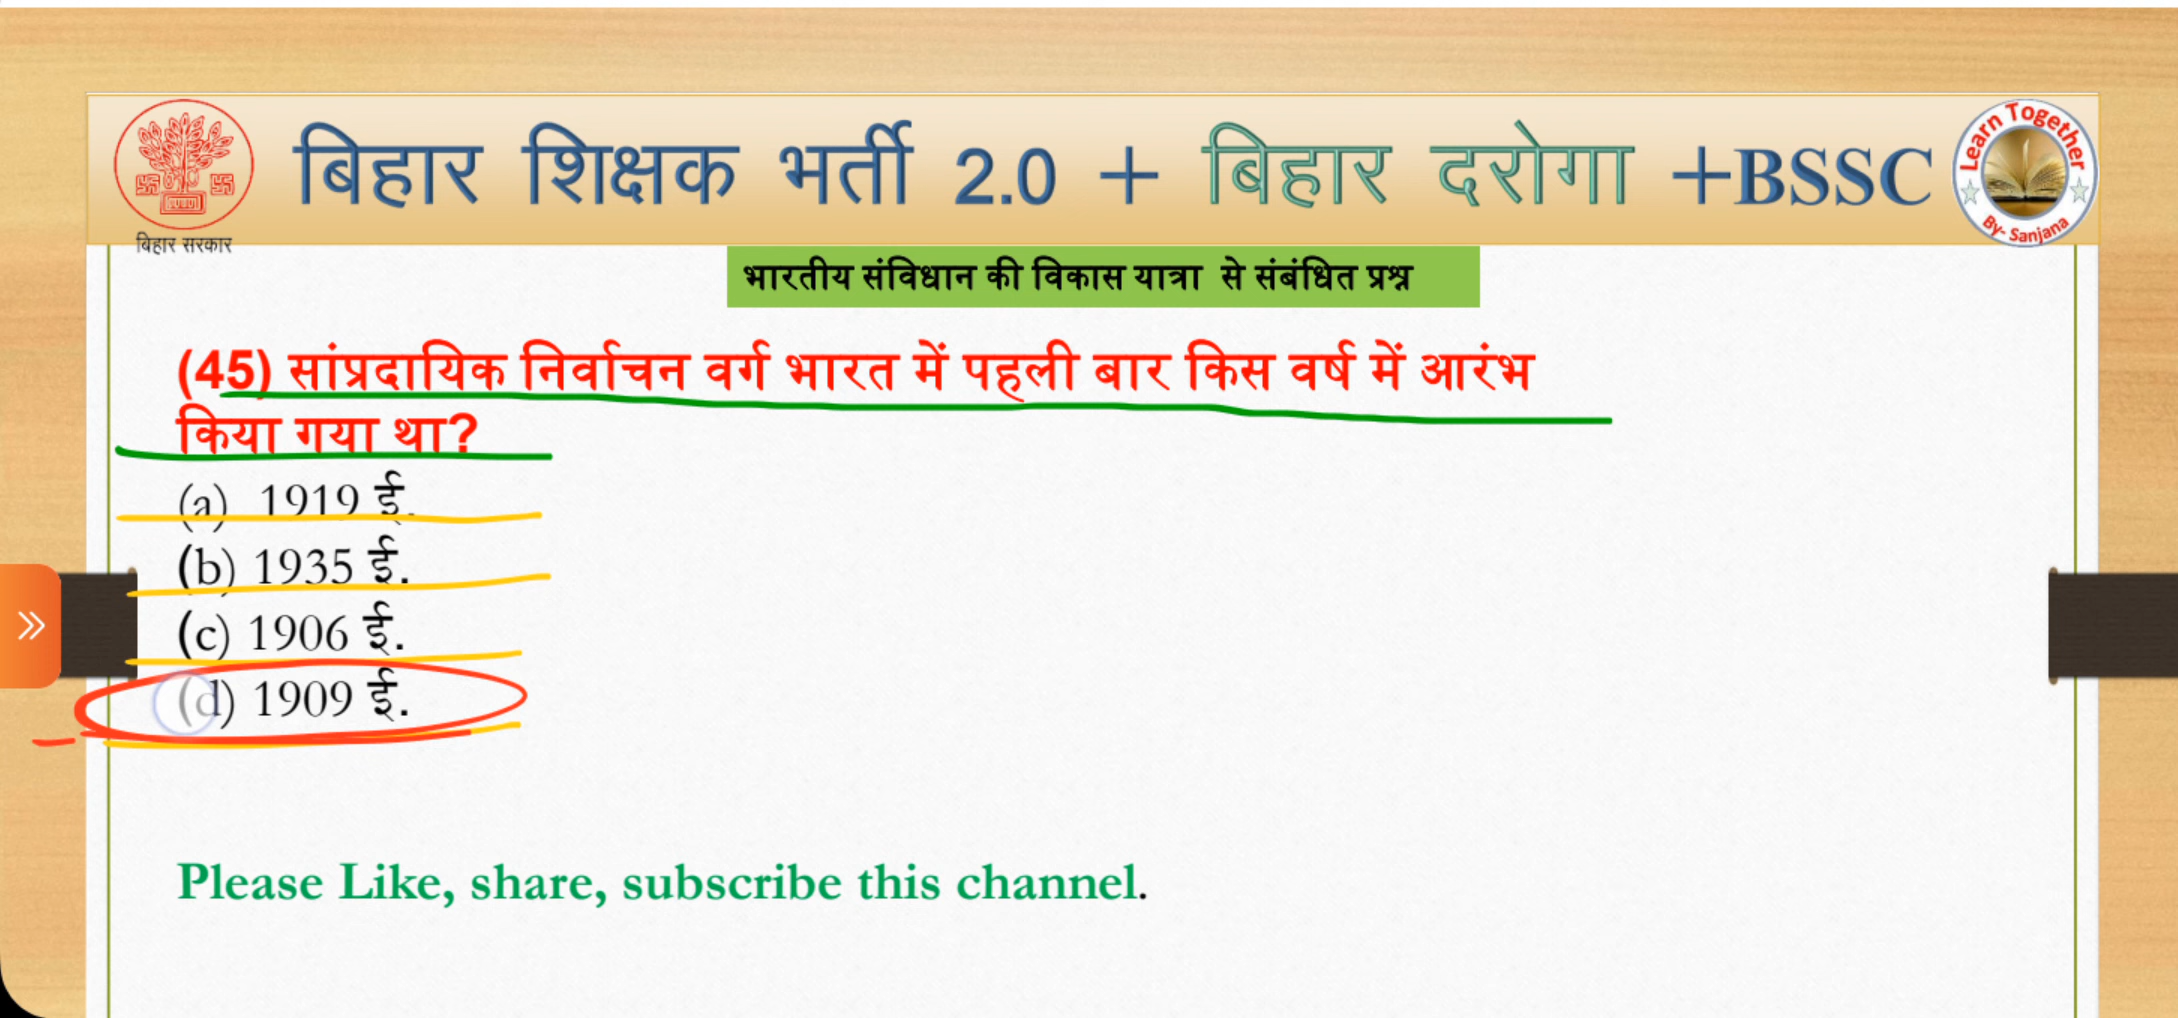 बिहार शिक्षक भर्ती 2.0 + बिहार दरोगा +BSSC
Learn Together
By- Sanjana
बिहार सरकार
भारतीय संविधान की विकास यात्रा से संबंधित प्रश्न
(45) सांप्रदायिक निर्वाचन वर्ग भारत में पहली बार किस वर्ष में आरंभ
किया गया था?
(a) 1919 ई.
(b) 1935 ई.
(c) 1906 ई.
(d) 1909 ई.
Please Like, share, subscribe this channel.